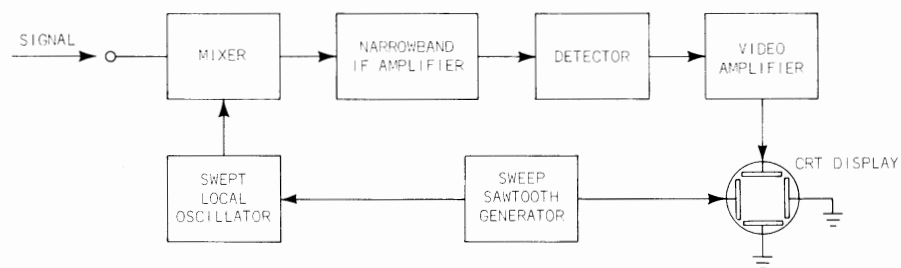 SIGNAL
MIXER
NARROWBAND
IF AMPLIFIER
DETECTOR
VIDEO
AMPLIFIER
SWEPT
LOCAL
OSCILLATOR
SWEEP
SAWTOOTH
GENERATOR
CRT DISPLAY